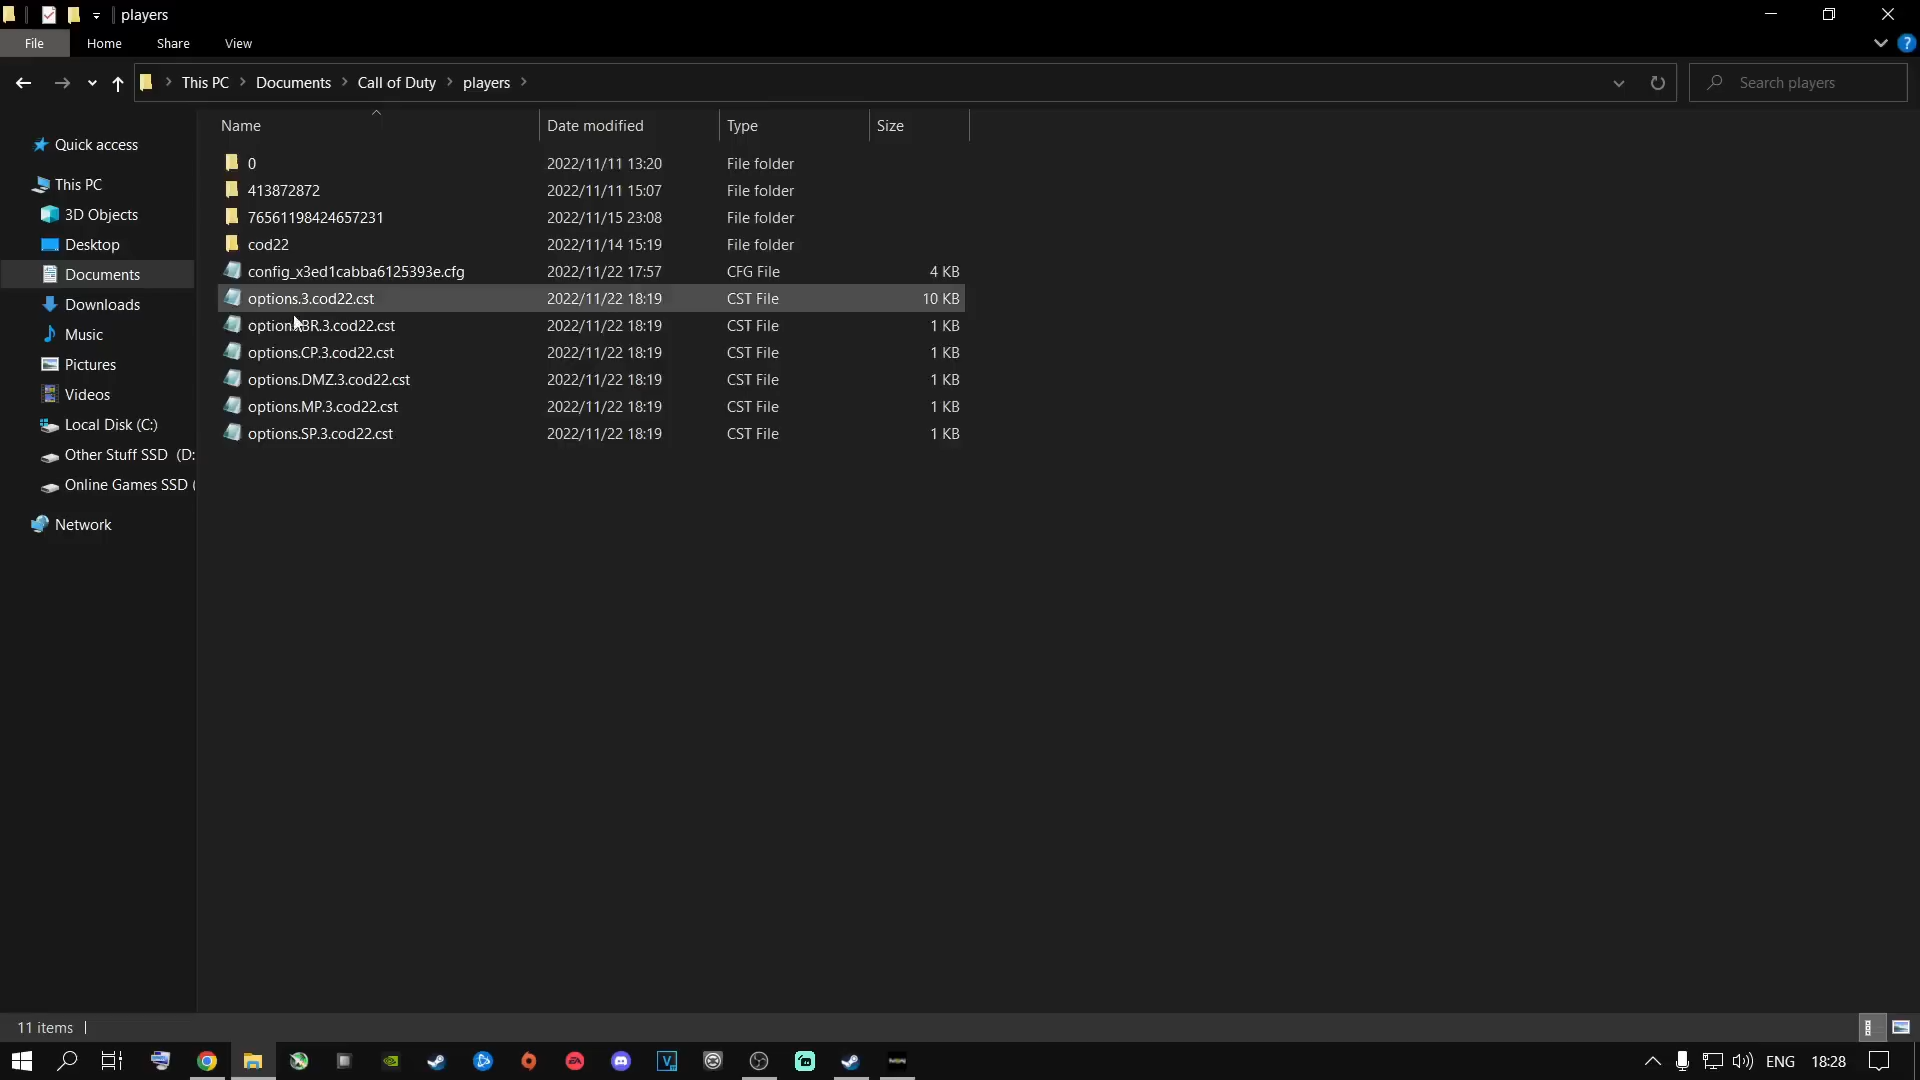 players
File Home Share View
This PC Documents Call of Duty players Search players
Name Date modified Type Size
Quick access
This PC
3D Objects
Desktop
Documents
Downloads
Music
Pictures
Videos
Local Disk (C:)
Other Stuff SSD (D:
Online Games SSD (
Network
0 2022/11/11 13:20 File folder
413872872 2022/11/11 15:07 File folder
76561198424657231 2022/11/15 23:08 File folder
cod22 2022/11/14 15:19 File folder
config_x3ed1cabba6125393e.cfg 2022/11/22 17:57 CFG File 4 KB
options.3.cod22.cst 2022/11/22 18:19 CST File 10 KB
options.BR.3.cod22.cst 2022/11/22 18:19 CST File 1 KB
options.CP.3.cod22.cst 2022/11/22 18:19 CST File 1 KB
options.DMZ.3.cod22.cst 2022/11/22 18:19 CST File 1 KB
options.MP.3.cod22.cst 2022/11/22 18:19 CST File 1 KB
options.SP.3.cod22.cst 2022/11/22 18:19 CST File 1 KB
11 items
ENG 18:28